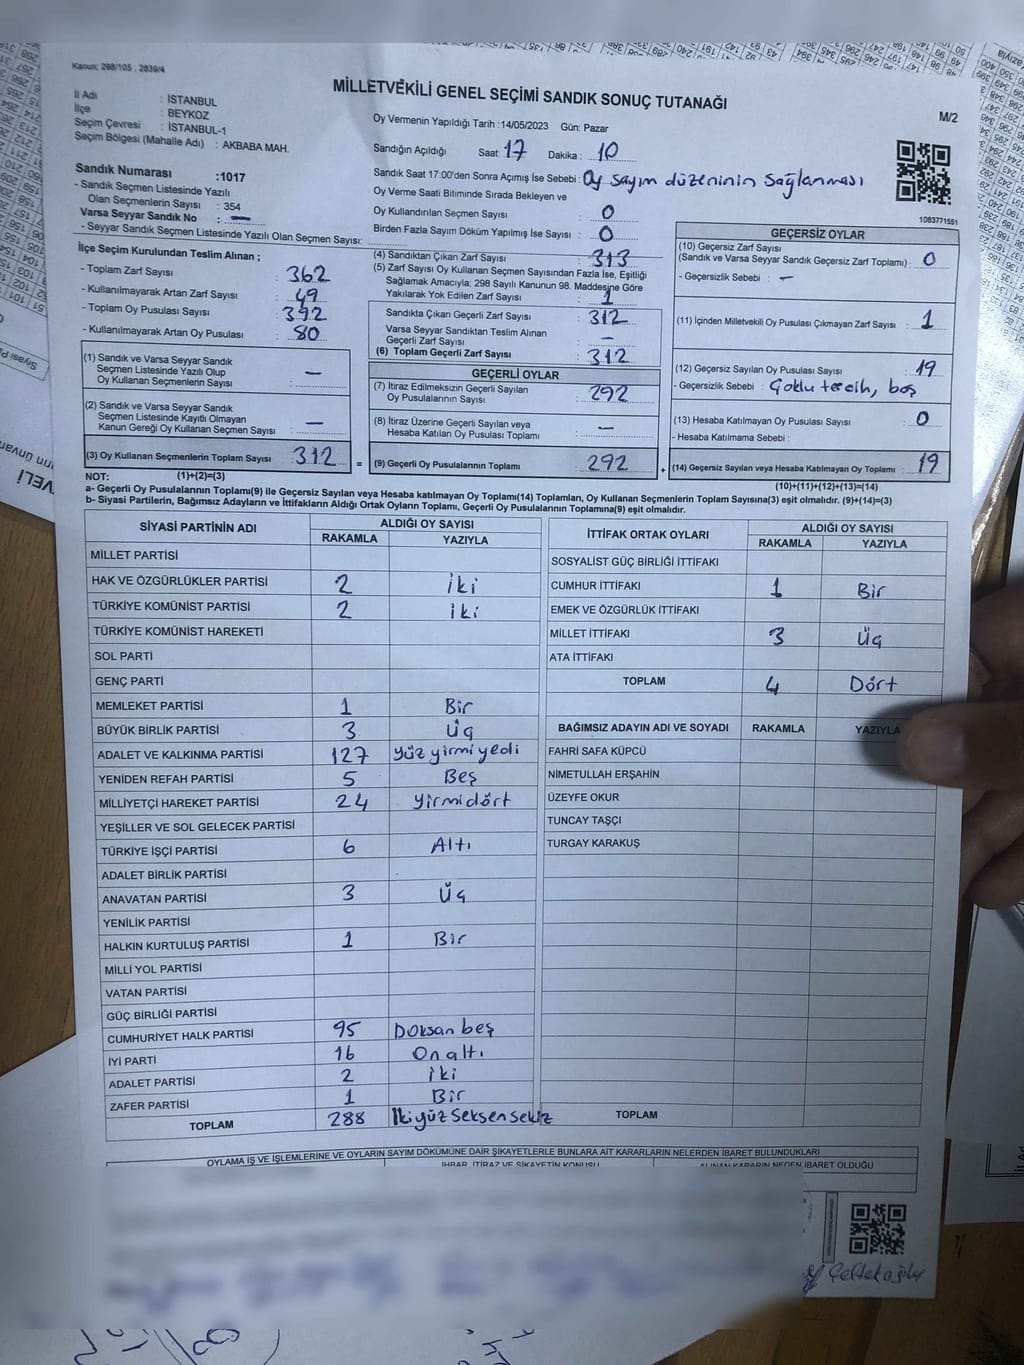 Kanun; 298/105 , 2839/4
MİLLETVEKİLİ GENEL SEÇİMİ SANDIK SONUÇ TUTANAĞI
M/2
İl Adı : İSTANBUL
İlçe : BEYKOZ
Seçim Çevresi : İSTANBUL-1
Seçim Bölgesi (Mahalle Adı) : AKBABA MAH.
Sandık Numarası :1017
- Sandık Seçmen Listesinde Yazılı
Olan Seçmenlerin Sayısı : 354
Varsa Seyyar Sandık No : —
- Seyyar Sandık Seçmen Listesinde Yazılı Olan Seçmen Sayısı:
Oy Vermenin Yapıldığı Tarih :14/05/2023 Gün: Pazar
Sandığın Açıldığı Saat: 17 Dakika : 10
Sandık Saat 17:00'den Sonra Açımış İse Sebebi : Oy sayım düzeninin sağlanması
Oy Verme Saati Bitiminde Sırada Bekleyen ve
Oy Kullandırılan Seçmen Sayısı : 0
Birden Fazla Sayım Döküm Yapılmış İse Sayısı : 0
1083771551
İlçe Seçim Kurulundan Teslim Alınan ;
- Toplam Zarf Sayısı : 362
- Kullanılmayarak Artan Zarf Sayısı : 49
- Toplam Oy Pusulası Sayısı : 392
- Kullanılmayarak Artan Oy Pusulası : 80
(1) Sandık ve Varsa Seyyar Sandık
Seçmen Listesinde Yazılı Olup
Oy Kullanan Seçmenlerin Sayısı : —
(2) Sandık ve Varsa Seyyar Sandık
Seçmen Listesinde Kayıtlı Olmayan
Kanun Gereği Oy Kullanan Seçmen Sayısı : —
(3) Oy Kullanan Seçmenlerin Toplam Sayısı : 312
(1)+(2)=(3)
(4) Sandıktan Çıkan Zarf Sayısı : 313
(5) Zarf Sayısı Oy Kullanan Seçmen Sayısından Fazla İse, Eşitliği
Sağlamak Amacıyla; 298 Sayılı Kanunun 98. Maddesine Göre
Yakılarak Yok Edilen Zarf Sayısı : 1
Sandıkta Çıkan Geçerli Zarf Sayısı : 312
Varsa Seyyar Sandıktan Teslim Alınan
Geçerli Zarf Sayısı : —
(6) Toplam Geçerli Zarf Sayısı : 312
GEÇERLİ OYLAR
(7) İtiraz Edilmeksizin Geçerli Sayılan
Oy Pusulalarının Sayısı : 292
(8) İtiraz Üzerine Geçerli Sayılan veya
Hesaba Katılan Oy Pusulası Toplamı : —
= (9) Geçerli Oy Pusulalarının Toplamı : 292
GEÇERSİZ OYLAR
(10) Geçersiz Zarf Sayısı
(Sandık ve Varsa Seyyar Sandık Geçersiz Zarf Toplamı) : 0
- Geçersizlik Sebebi : —
(11) İçinden Milletvekili Oy Pusulası Çıkmayan Zarf Sayısı : 1
(12) Geçersiz Sayılan Oy Pusulası Sayısı : 19
- Geçersizlik Sebebi : Çoklu tercih, boş
(13) Hesaba Katılmayan Oy Pusulası Sayısı : 0
- Hesaba Katılmama Sebebi :
+ (14) Geçersiz Sayılan veya Hesaba Katılmayan Oy Toplamı : 19
(10)+(11)+(12)+(13)=(14)
NOT:
a- Geçerli Oy Pusulalarının Toplamı(9) ile Geçersiz Sayılan veya Hesaba katılmayan Oy Toplamı(14) Toplamları, Oy Kullanan Seçmenlerin Toplam Sayısına(3) eşit olmalıdır. (9)+(14)=(3)
b- Siyasi Partilerin, Bağımsız Adayların ve İttifakların Aldığı Ortak Oyların Toplamı, Geçerli Oy Pusulalarının Toplamına(9) eşit olmalıdır.
SİYASİ PARTİNİN ADI ALDIĞI OY SAYISI
RAKAMLA YAZIYLA
MİLLET PARTİSİ
HAK VE ÖZGÜRLÜKLER PARTİSİ 2 İki
TÜRKİYE KOMÜNİST PARTİSİ 2 İki
TÜRKİYE KOMÜNİST HAREKETİ
SOL PARTİ
GENÇ PARTİ
MEMLEKET PARTİSİ 1 Bir
BÜYÜK BİRLİK PARTİSİ 3 Üç
ADALET VE KALKINMA PARTİSİ 127 Yüz yirmi yedi
YENİDEN REFAH PARTİSİ 5 Beş
MİLLİYETÇİ HAREKET PARTİSİ 24 Yirmidört
YEŞİLLER VE SOL GELECEK PARTİSİ
TÜRKİYE İŞÇİ PARTİSİ 6 Altı
ADALET BİRLİK PARTİSİ
ANAVATAN PARTİSİ 3 Üç
YENİLİK PARTİSİ
HALKIN KURTULUŞ PARTİSİ 1 Bir
MİLLİ YOL PARTİSİ
VATAN PARTİSİ
GÜÇ BİRLİĞİ PARTİSİ
CUMHURİYET HALK PARTİSİ 95 Doksan beş
İYİ PARTİ 16 On altı
ADALET PARTİSİ 2 İki
ZAFER PARTİSİ 1 Bir
TOPLAM 288 İkiyüz Seksen Sekiz
İTTİFAK ORTAK OYLARI ALDIĞI OY SAYISI
RAKAMLA YAZIYLA
SOSYALİST GÜÇ BİRLİĞİ İTTİFAKI
CUMHUR İTTİFAKI 1 Bir
EMEK VE ÖZGÜRLÜK İTTİFAKI
MİLLET İTTİFAKI 3 Üç
ATA İTTİFAKI
TOPLAM 4 Dört
BAĞIMSIZ ADAYIN ADI VE SOYADI RAKAMLA YAZIYLA
FAHRİ SAFA KÜPCÜ
NİMETULLAH ERŞAHİN
ÜZEYFE OKUR
TUNCAY TAŞÇI
TURGAY KARAKUŞ
TOPLAM
OYLAMA İŞ VE İŞLEMLERİNE VE OYLARIN SAYIM DÖKÜMÜNE DAİR ŞİKAYETLERLE BUNLARA AİT KARARLARIN NELERDEN İBARET BULUNDUKLARI
İHBAR, İTİRAZ VE ŞİKAYETİN KONUSU ALINAN KARARIN NEDEN İBARET OLDUĞU